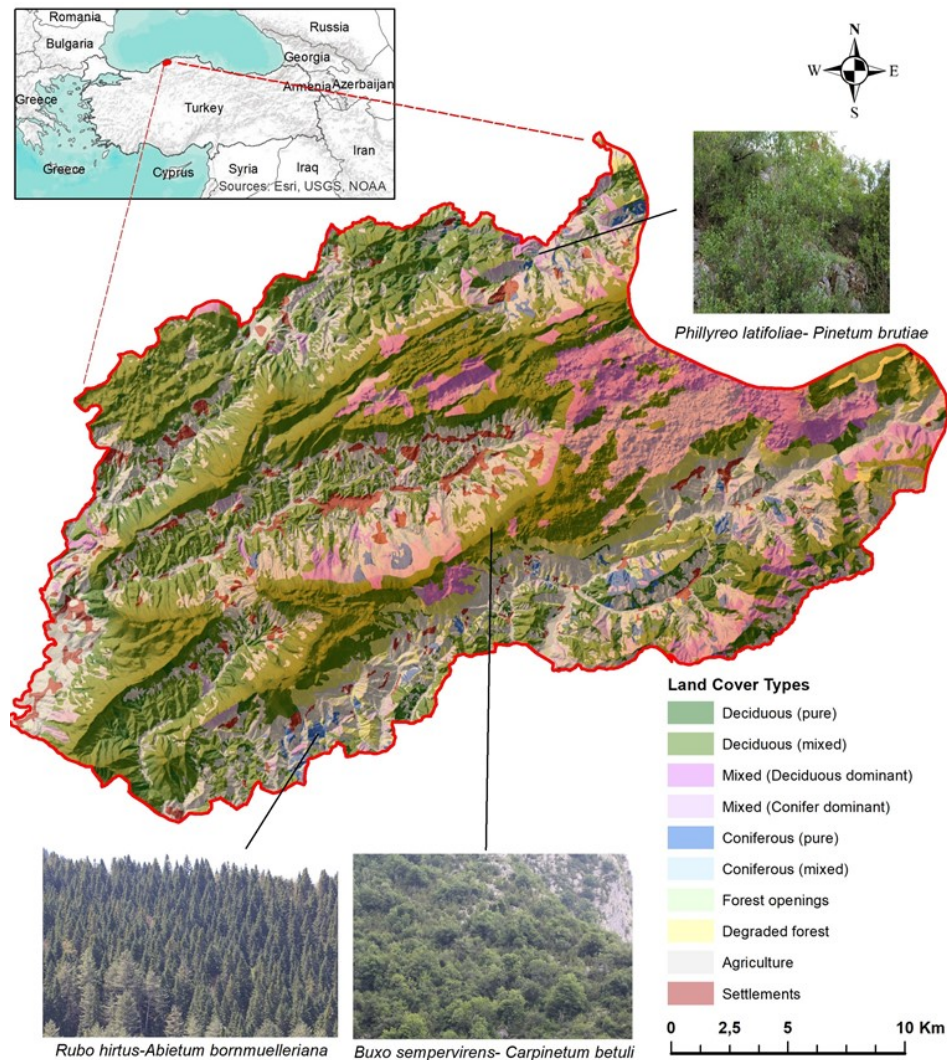 Romania
Russia
Bulgaria
Georgia
Armenia
Azerbaijan
Greece
Turkey
Iran
Greece
Cyprus
Syria
Iraq
Sources: Esri, USGS, NOAA
N
W
E
S
Phillyreo latifoliae- Pinetum brutiae
Land Cover Types
Deciduous (pure)
Deciduous (mixed)
Mixed (Deciduous dominant)
Mixed (Conifer dominant)
Coniferous (pure)
Coniferous (mixed)
Forest openings
Degraded forest
Agriculture
Settlements
0 2,5 5 10 Km
Rubo hirtus-Abietum bornmuelleriana
Buxo sempervirens- Carpinetum betuli